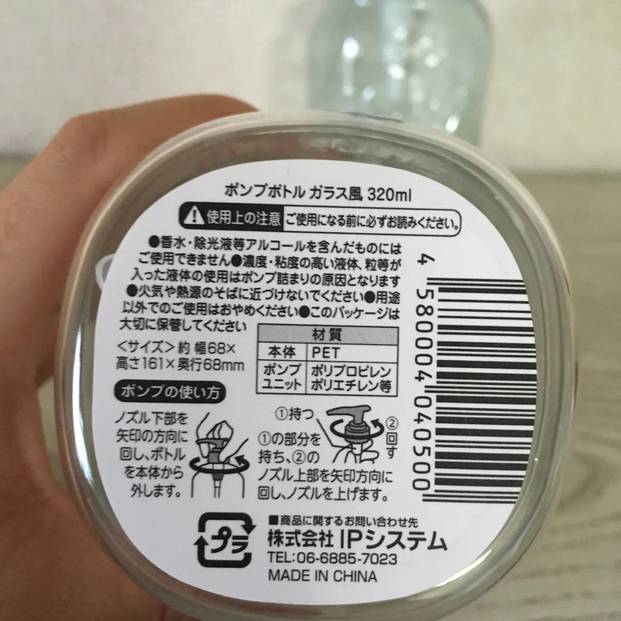 ポンプボトル ガラス風 320ml
使用上の注意 ご使用になる前に必ずお読みください。
●香水・除光液等アルコールを含んだものには
ご使用できません●濃度・粘度の高い液体、粒等が
入った液体の使用はポンプ詰まりの原因となります
●火気や熱源のそばに近づけないでください●用途
以外でのご使用はおやめください●このパッケージは
大切に保管してください
<サイズ> 約 幅68×
高さ161×奥行68mm
材質
本体 PET
ポンプ ポリプロピレン
ユニット ポリエチレン等
ポンプの使い方
ノズル下部を
矢印の方向に
回し、ボトル
を本体から
外します。
①持つ
②回す
①の部分を
持ち、②の
ノズル上部を矢印方向に
回し、ノズルを上げます。
プラ
■商品に関するお問い合わせ先
株式会社 IPシステム
TEL:06-6885-7023
MADE IN CHINA
4 580004 040500